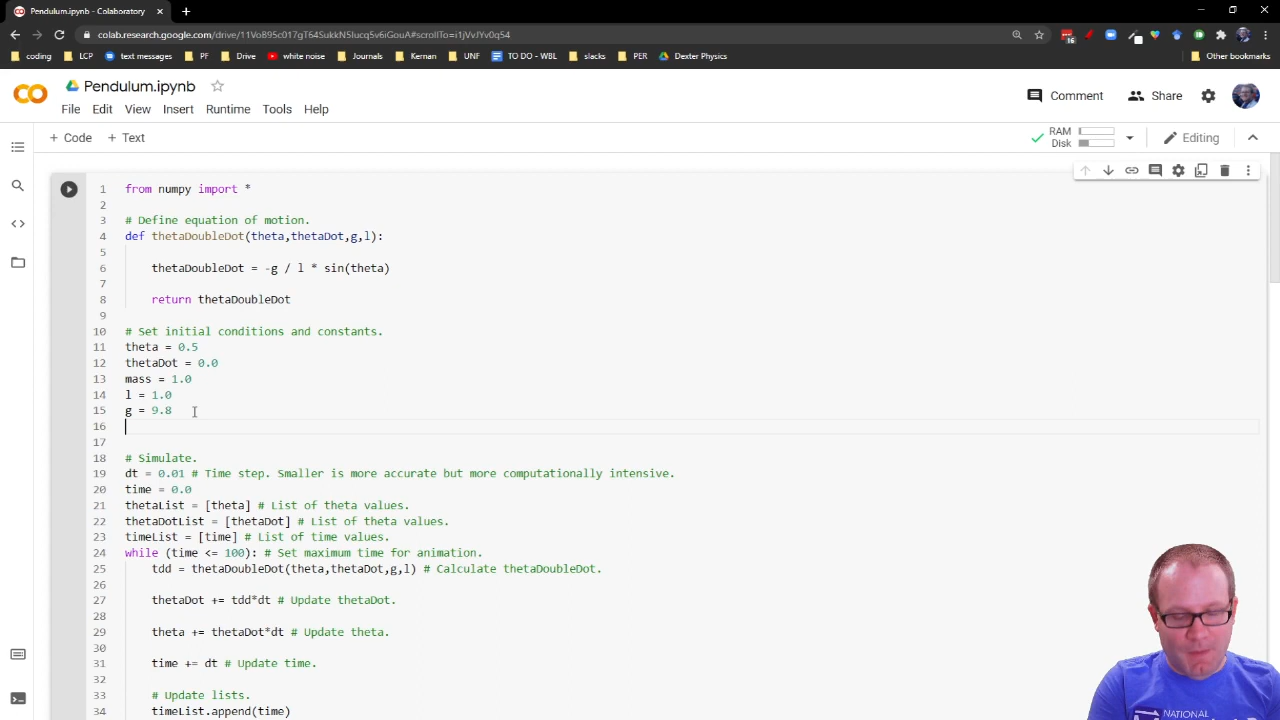 Pendulum.ipynb - Colaboratory
colab.research.google.com/drive/11Vo895c017gT64SukkNSlucq5v6iGouA#scrollTo=i1jVvJYv0q54
16
coding LCP text messages PF Drive white noise Journals Kernan UNF TO DO - WBL slacks PER Dexter Pendulum Other bookmarks
Pendulum.ipynb
File Edit View Insert Runtime Tools Help
Comment Share
+ Code + Text
RAM
Disk
Editing
1 from numpy import *
2
3 # Define equation of motion.
4 def thetaDoubleDot(theta,thetaDot,g,l):
5
6 thetaDoubleDot = -g / l * sin(theta)
7
8 return thetaDoubleDot
9
10 # Set initial conditions and constants.
11 theta = 0.5
12 thetaDot = 0.0
13 mass = 1.0
14 l = 1.0
15 g = 9.8
16
17
18 # Simulate.
19 dt = 0.01 # Time step. Smaller is more accurate but more computationally intensive.
20 time = 0.0
21 thetaList = [theta] # List of theta values.
22 thetaDotList = [thetaDot] # List of theta values.
23 timeList = [time] # List of time values.
24 while (time <= 100): # Set maximum time for animation.
25 tdd = thetaDoubleDot(theta,thetaDot,g,l) # Calculate thetaDoubleDot.
26
27 thetaDot += tdd*dt # Update thetaDot.
28
29 theta += thetaDot*dt # Update theta.
30
31 time += dt # Update time.
32
33 # Update lists.
34 timeList.append(time)
NATIONAL